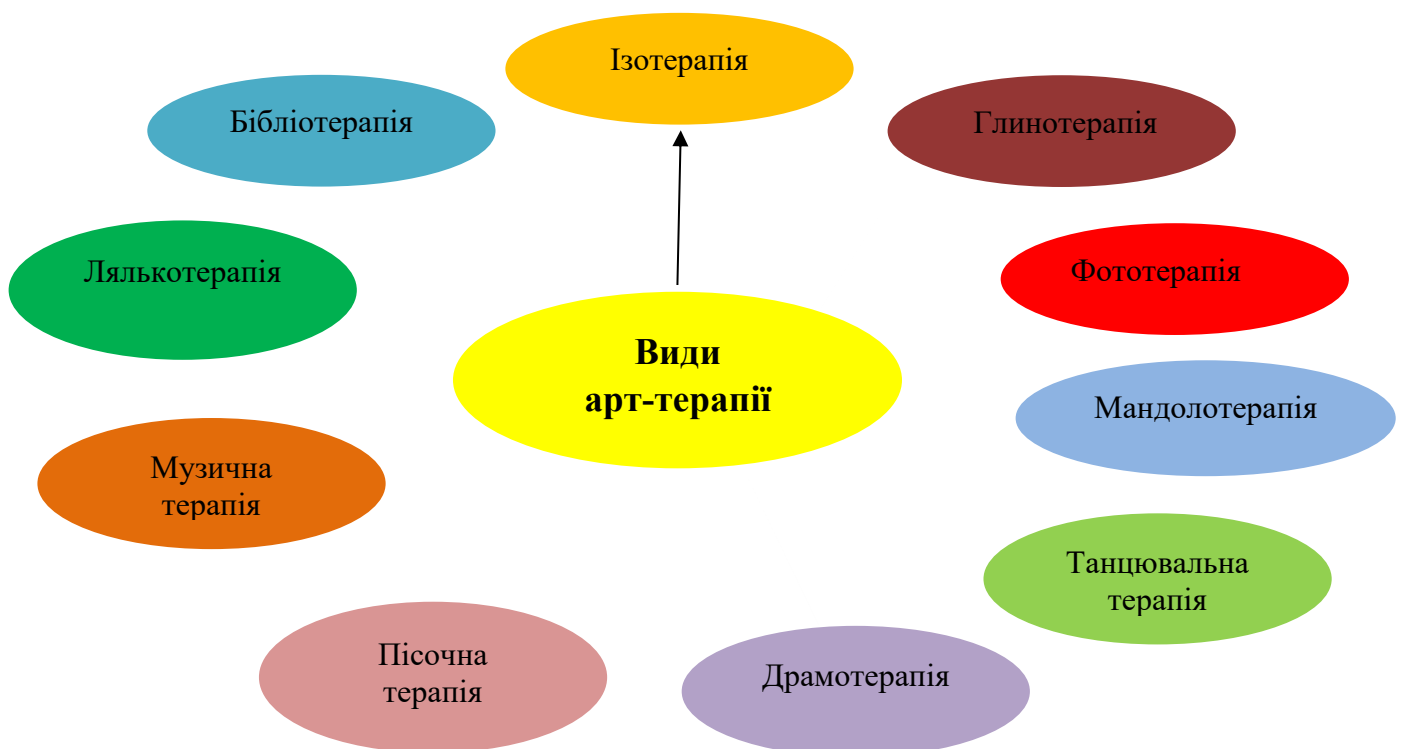 Ізотерапія
Бібліотерапія
Глинотерапія
Лялькотерапія
Фототерапія
Види
арт-терапії
Мандолотерапія
Музична
терапія
Танцювальна
терапія
Пісочна
терапія
Драмотерапія